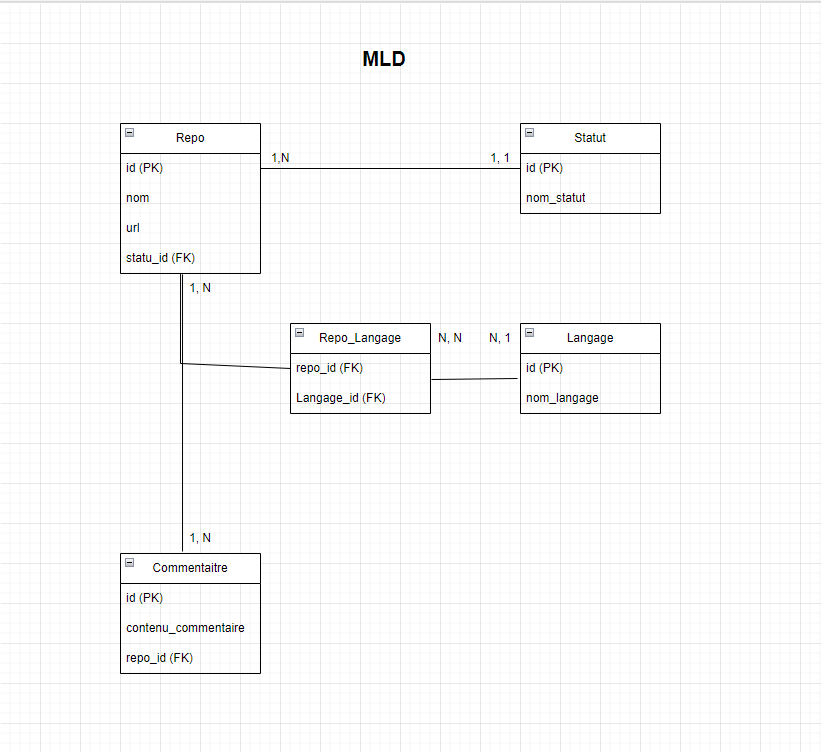 MLD
Repo
id (PK)
nom
url
statu_id (FK)
1,N
1, 1
Statut
id (PK)
nom_statut
1, N
Repo_Langage
repo_id (FK)
Langage_id (FK)
N, N
N, 1
Langage
id (PK)
nom_langage
1, N
Commentaitre
id (PK)
contenu_commentaire
repo_id (FK)